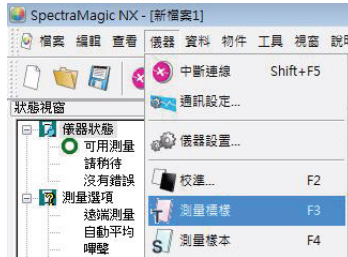 SpectraMagic NX - [新檔案1]
檔案 編輯 查看 儀器 資料 物件 工具 視窗 說明
中斷連線 Shift+F5
狀態視窗
通訊設定...
儀器狀態
可用測量
儀器設置...
請稍待
沒有錯誤
校準... F2
測量選項
遠端測量
測量標樣 F3
自動平均
嗶聲
測量樣本 F4